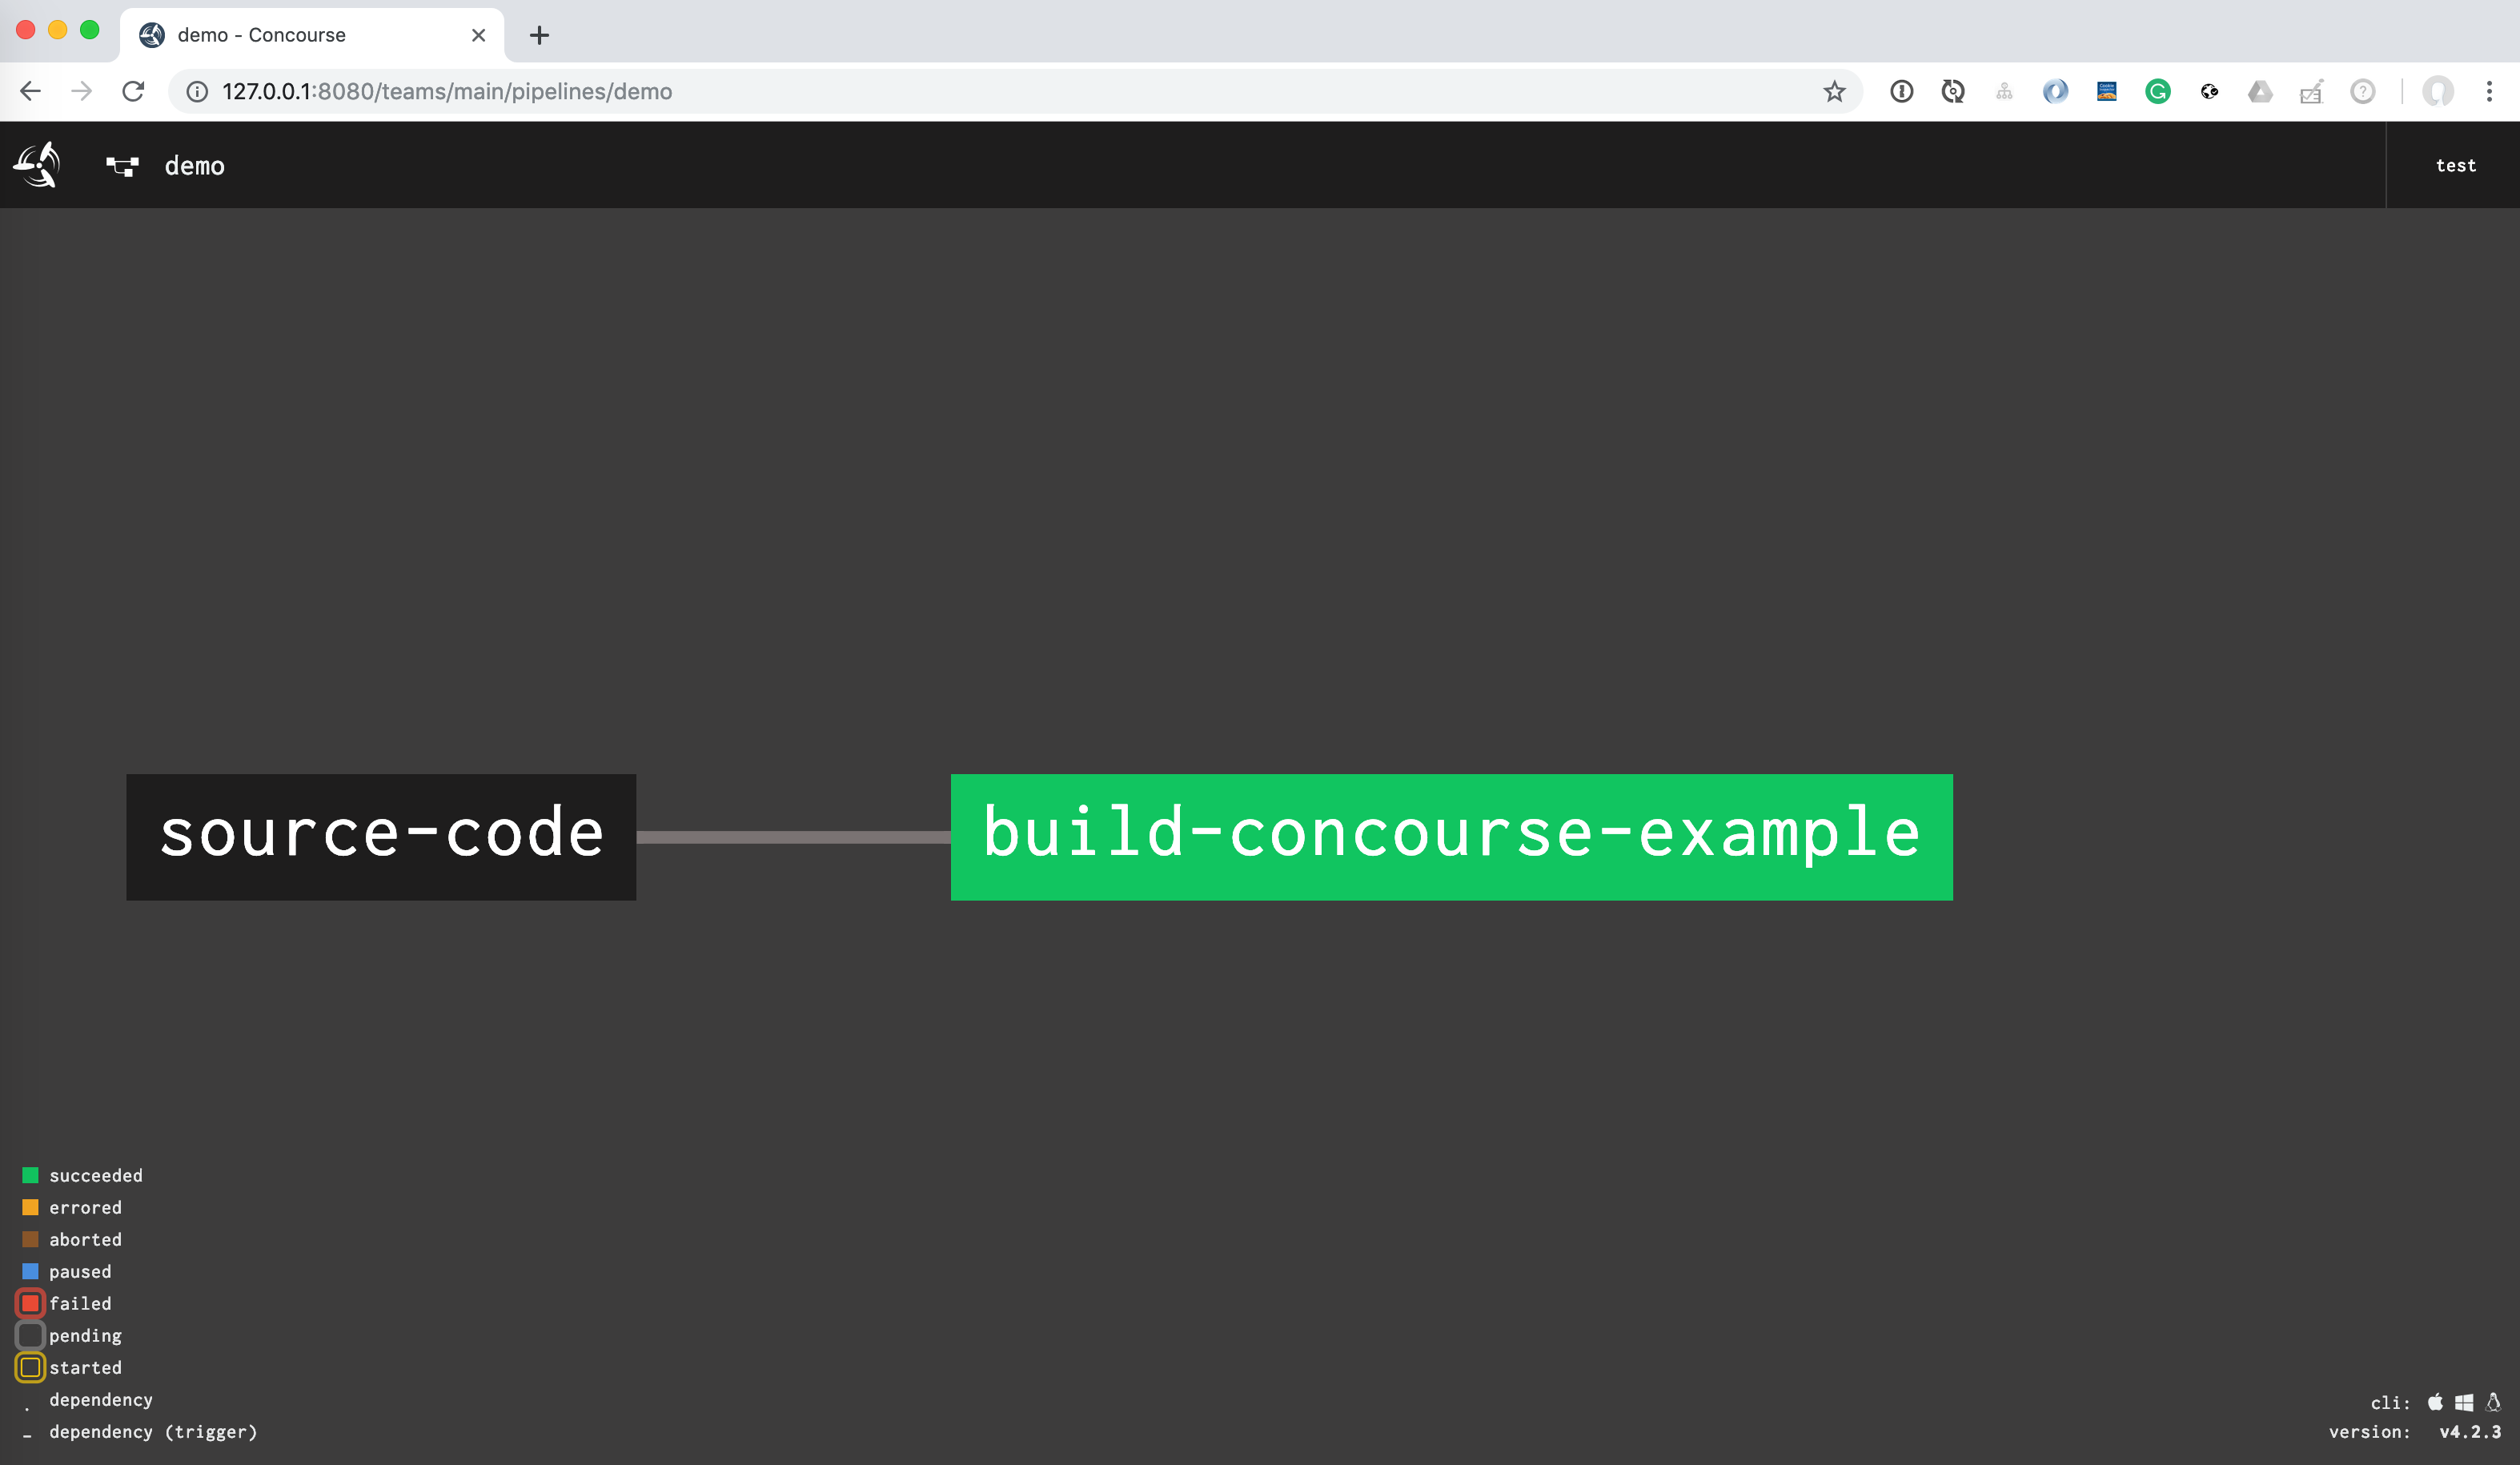 demo - Concourse
127.0.0.1:8080/teams/main/pipelines/demo
demo
test
source-code
build-concourse-example
succeeded
errored
aborted
paused
failed
pending
started
. dependency
– dependency (trigger)
cli:
version: v4.2.3